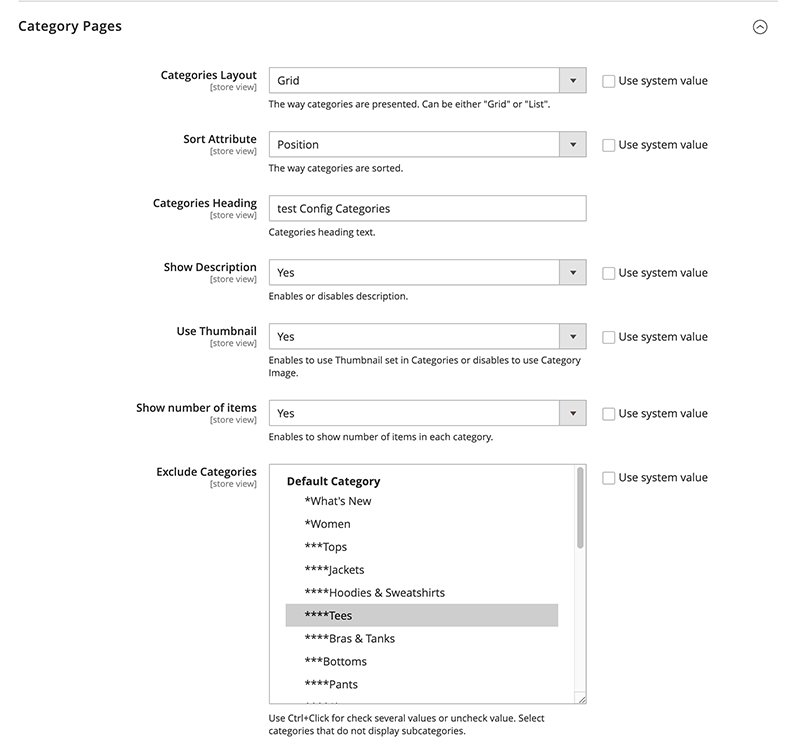 Category Pages
Categories Layout
[store view]
Grid
Use system value
The way categories are presented. Can be either "Grid" or "List".
Sort Attribute
[store view]
Position
Use system value
The way categories are sorted.
Categories Heading
[store view]
test Config Categories
Categories heading text.
Show Description
[store view]
Yes
Use system value
Enables or disables description.
Use Thumbnail
[store view]
Yes
Use system value
Enables to use Thumbnail set in Categories or disables to use Category
Image.
Show number of items
[store view]
Yes
Use system value
Enables to show number of items in each category.
Exclude Categories
[store view]
Use system value
Default Category
*What's New
*Women
***Tops
****Jackets
****Hoodies & Sweatshirts
****Tees
****Bras & Tanks
***Bottoms
****Pants
Use Ctrl+Click for check several values or uncheck value. Select
categories that do not display subcategories.